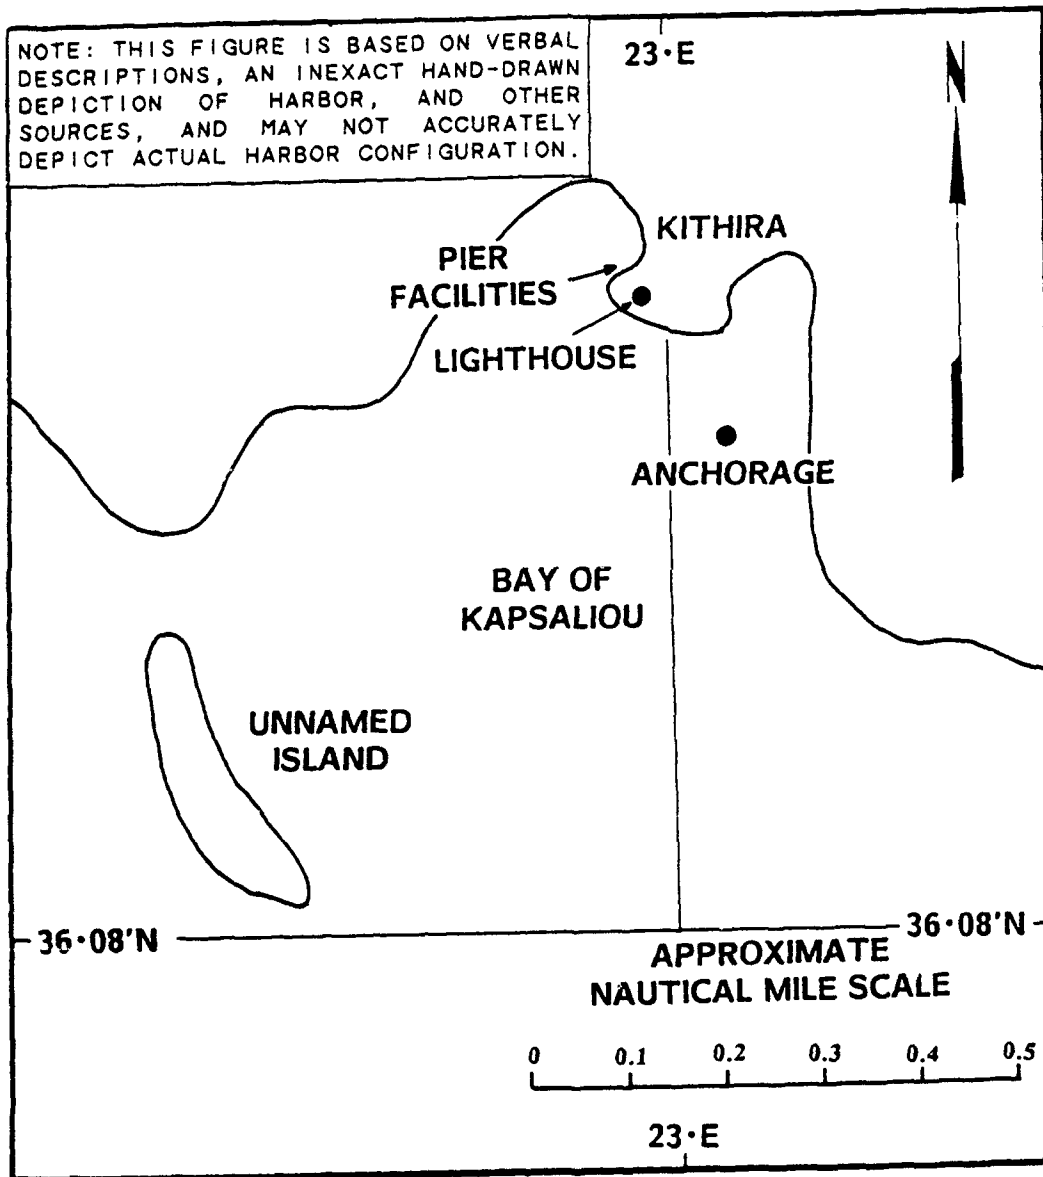 NOTE: THIS FIGURE IS BASED ON VERBAL
DESCRIPTIONS, AN INEXACT HAND-DRAWN
DEPICTION OF HARBOR, AND OTHER
SOURCES, AND MAY NOT ACCURATELY
DEPICT ACTUAL HARBOR CONFIGURATION.
23·E
N
KITHIRA
PIER
FACILITIES
LIGHTHOUSE
ANCHORAGE
BAY OF
KAPSALIOU
UNNAMED
ISLAND
36·08'N
36·08'N
APPROXIMATE
NAUTICAL MILE SCALE
0 0.1 0.2 0.3 0.4 0.5
23·E